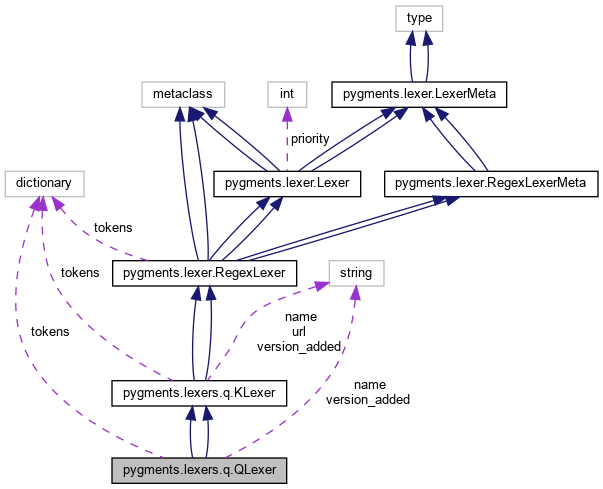 type
metaclass
int
pygments.lexer.LexerMeta
priority
dictionary
pygments.lexer.Lexer
pygments.lexer.RegexLexerMeta
tokens
pygments.lexer.RegexLexer
string
tokens
name
url
version_added
tokens
pygments.lexers.q.KLexer
name
version_added
pygments.lexers.q.QLexer